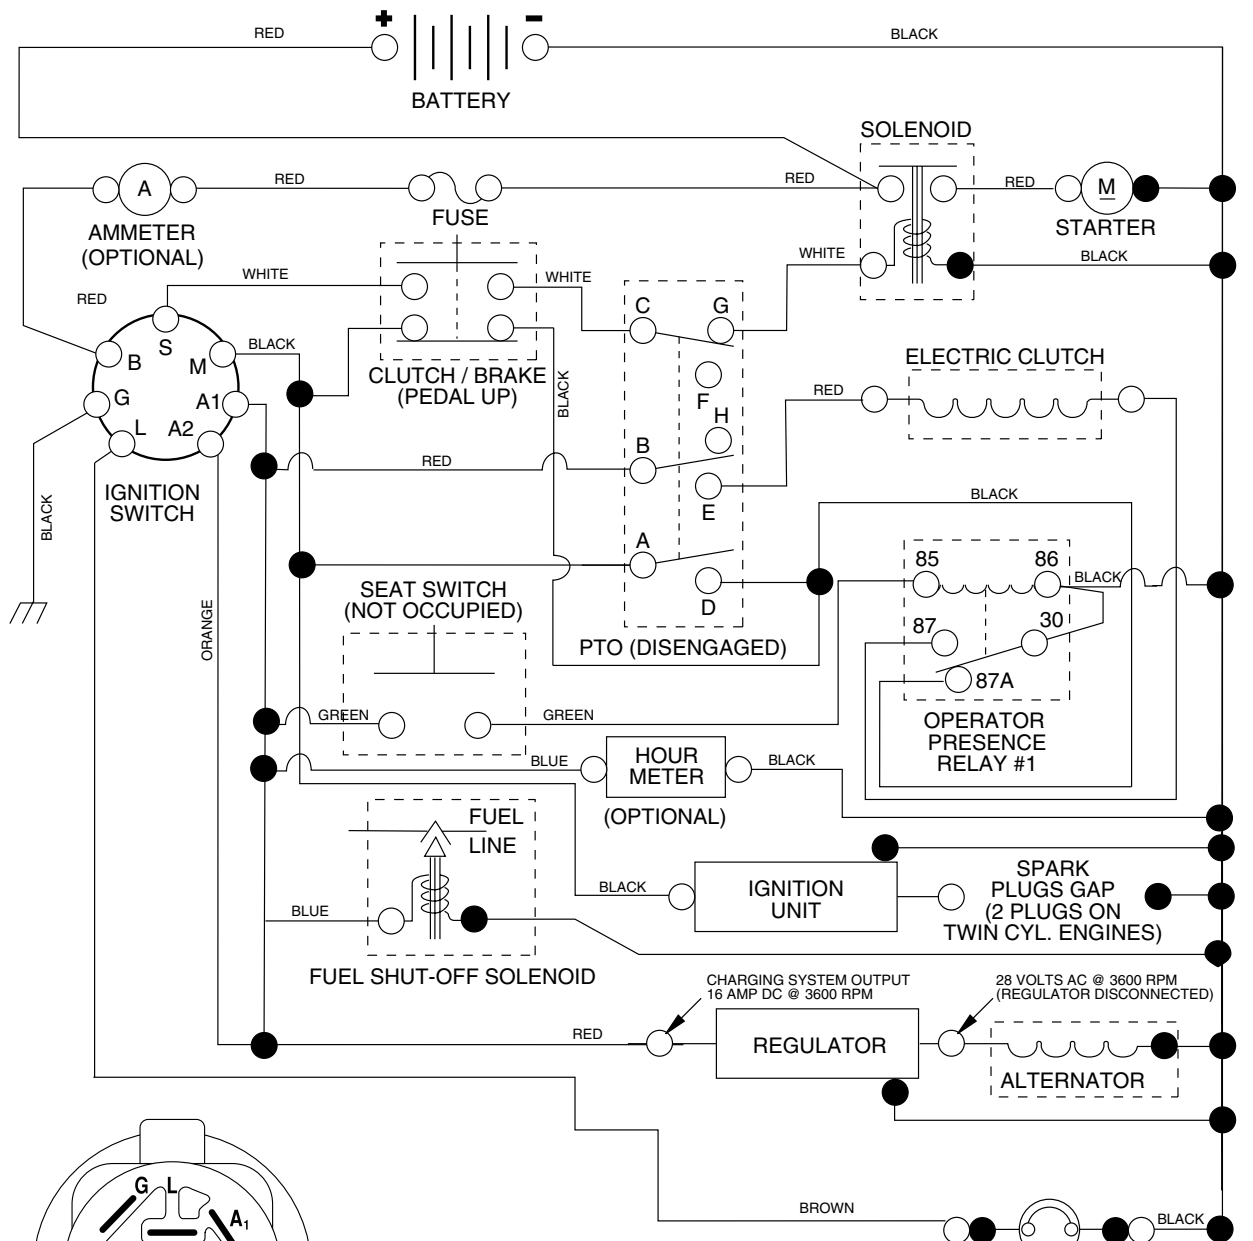 +
−
RED
BLACK
BATTERY
SOLENOID
A
RED
RED
RED
M
FUSE
AMMETER
(OPTIONAL)
STARTER
WHITE
WHITE
WHITE
BLACK
RED
C
G
S
B
M
BLACK
F
ELECTRIC CLUTCH
CLUTCH / BRAKE
(PEDAL UP)
BLACK
G
A1
L
A2
H
RED
B
RED
E
IGNITION
SWITCH
BLACK
BLACK
A
D
85
86
BLACK
SEAT SWITCH
(NOT OCCUPIED)
ORANGE
87
30
PTO (DISENGAGED)
87A
GREEN
GREEN
OPERATOR
PRESENCE
RELAY #1
BLUE
HOUR
METER
BLACK
(OPTIONAL)
FUEL
LINE
BLACK
IGNITION
UNIT
SPARK
PLUGS GAP
(2 PLUGS ON
TWIN CYL. ENGINES)
BLUE
FUEL SHUT-OFF SOLENOID
CHARGING SYSTEM OUTPUT
16 AMP DC @ 3600 RPM
28 VOLTS AC @ 3600 RPM
(REGULATOR DISCONNECTED)
RED
REGULATOR
ALTERNATOR
G
L
A1
BROWN
BLACK